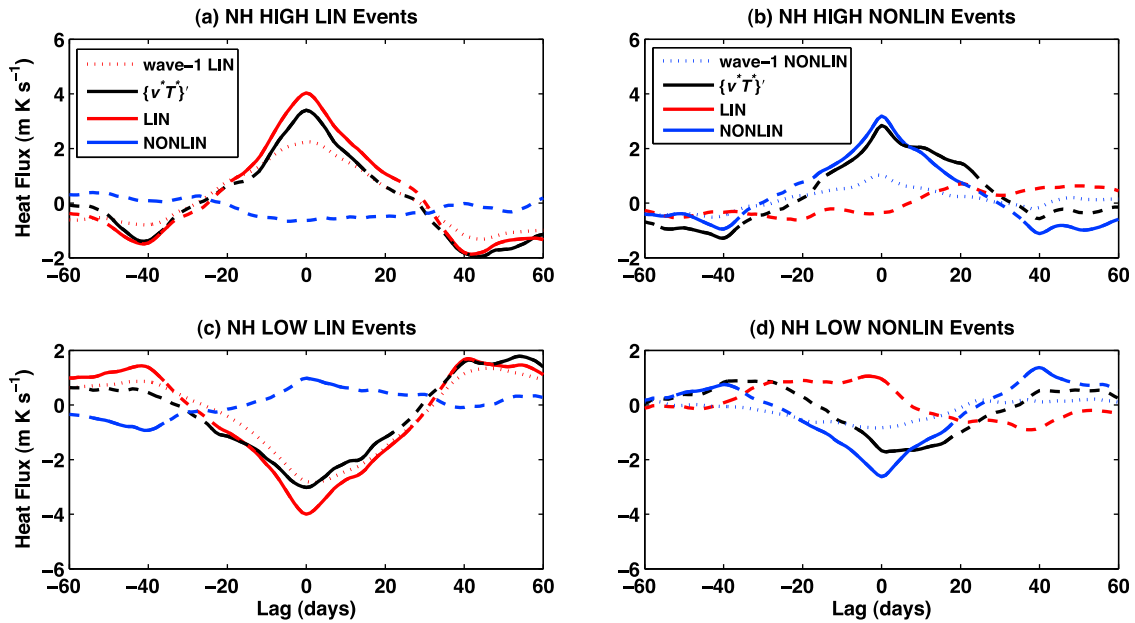 (a) NH HIGH LIN Events
Heat Flux (m K s⁻¹)
6
4
2
0
−2
−60 −40 −20 0 20 40 60
wave−1 LIN
{v*T*}'
LIN
NONLIN
(b) NH HIGH NONLIN Events
6
4
2
0
−2
−60 −40 −20 0 20 40 60
wave−1 NONLIN
{v*T*}'
LIN
NONLIN
(c) NH LOW LIN Events
Heat Flux (m K s⁻¹)
2
0
−2
−4
−6
−60 −40 −20 0 20 40 60
Lag (days)
(d) NH LOW NONLIN Events
2
0
−2
−4
−6
−60 −40 −20 0 20 40 60
Lag (days)